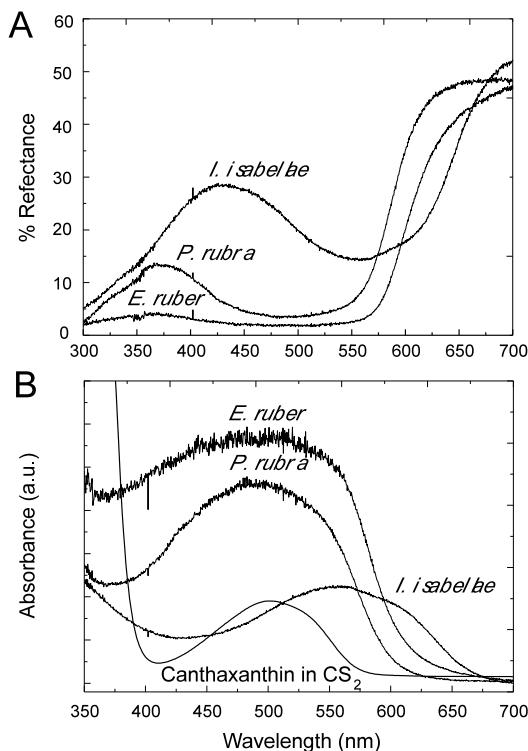 A
60
50
40
30
20
10
0
% Refectance
I. isabellae
P. rubra
E. ruber
300 350 400 450 500 550 600 650 700
B
Absorbance (a.u.)
E. ruber
P. rubra
I. isabellae
Canthaxanthin in CS2
350 400 450 500 550 600 650 700
Wavelength (nm)